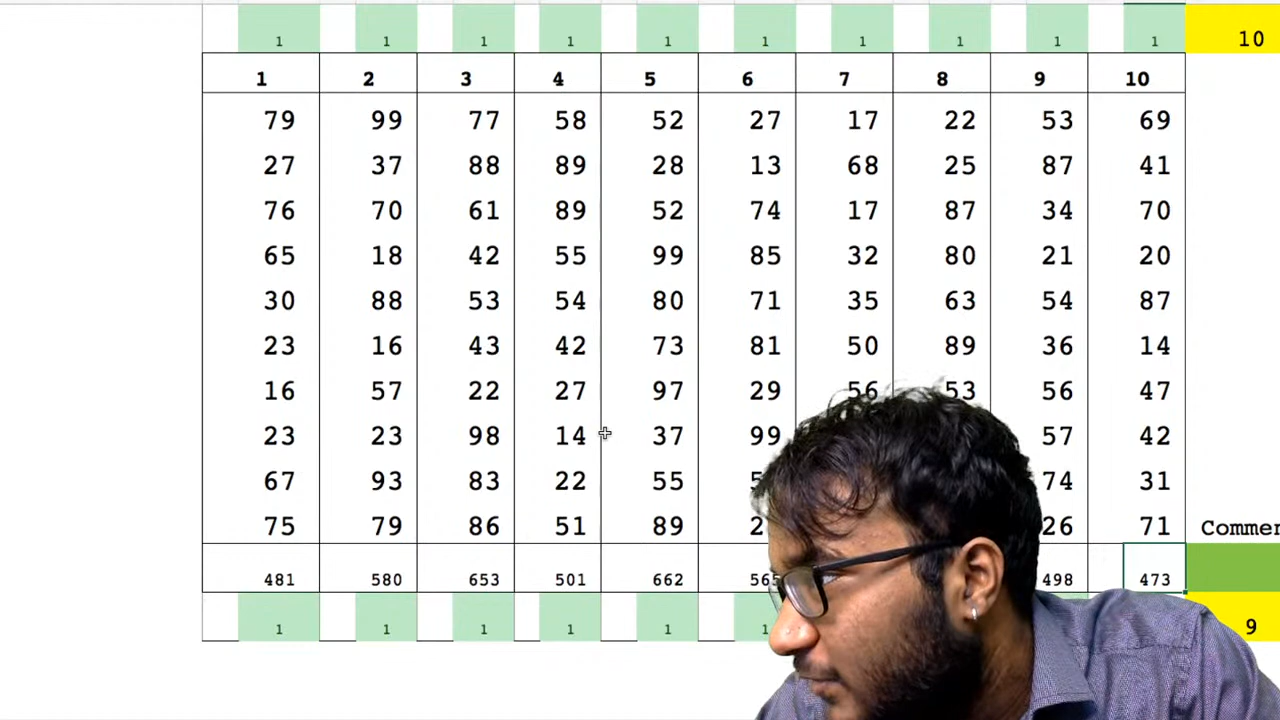 1 1 1 1 1 1 1 1 1 1 10
1 2 3 4 5 6 7 8 9 10
79 99 77 58 52 27 17 22 53 69
27 37 88 89 28 13 68 25 87 41
76 70 61 89 52 74 17 87 34 70
65 18 42 55 99 85 32 80 21 20
30 88 53 54 80 71 35 63 54 87
23 16 43 42 73 81 50 89 36 14
16 57 22 27 97 29 56 53 56 47
23 23 98 14 37 99 57 42
67 93 83 22 55 74 31
75 79 86 51 89 26 71
481 580 653 501 662 565 498 473
1 1 1 1 1 1 9